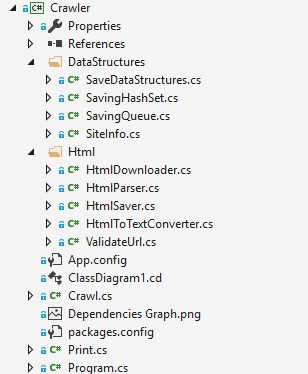 C# Crawler
Properties
References
DataStructures
C# SaveDataStructures.cs
C# SavingHashSet.cs
C# SavingQueue.cs
C# SiteInfo.cs
Html
C# HtmlDownloader.cs
C# HtmlParser.cs
C# HtmlSaver.cs
C# HtmlToTextConverter.cs
C# ValidateUrl.cs
App.config
ClassDiagram1.cd
C# Crawl.cs
Dependencies Graph.png
packages.config
C# Print.cs
C# Program.cs